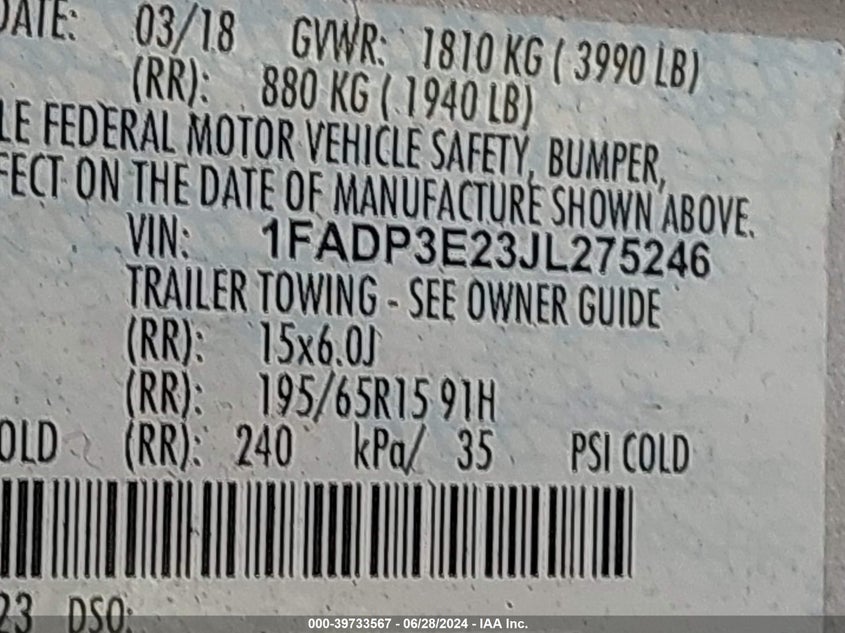 DATE: 03/18 GVWR: 1810 KG ( 3990 LB)
(RR): 880 KG ( 1940 LB)
LE FEDERAL MOTOR VEHICLE SAFETY, BUMPER,
FECT ON THE DATE OF MANUFACTURE SHOWN ABOVE.
VIN: 1FADP3E23JL275246
TRAILER TOWING - SEE OWNER GUIDE
(RR): 15x6.0J
(RR): 195/65R15 91H
OLD (RR): 240 kPa/ 35 PSI COLD
23 DSO:
000-39733567 - 06/28/2024 - IAA Inc.